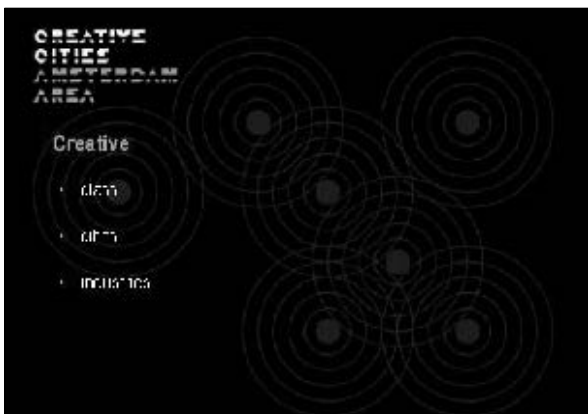 CREATIVE
CITIES
AMSTERDAM
AREA
Creative
• class
• cities
• industries